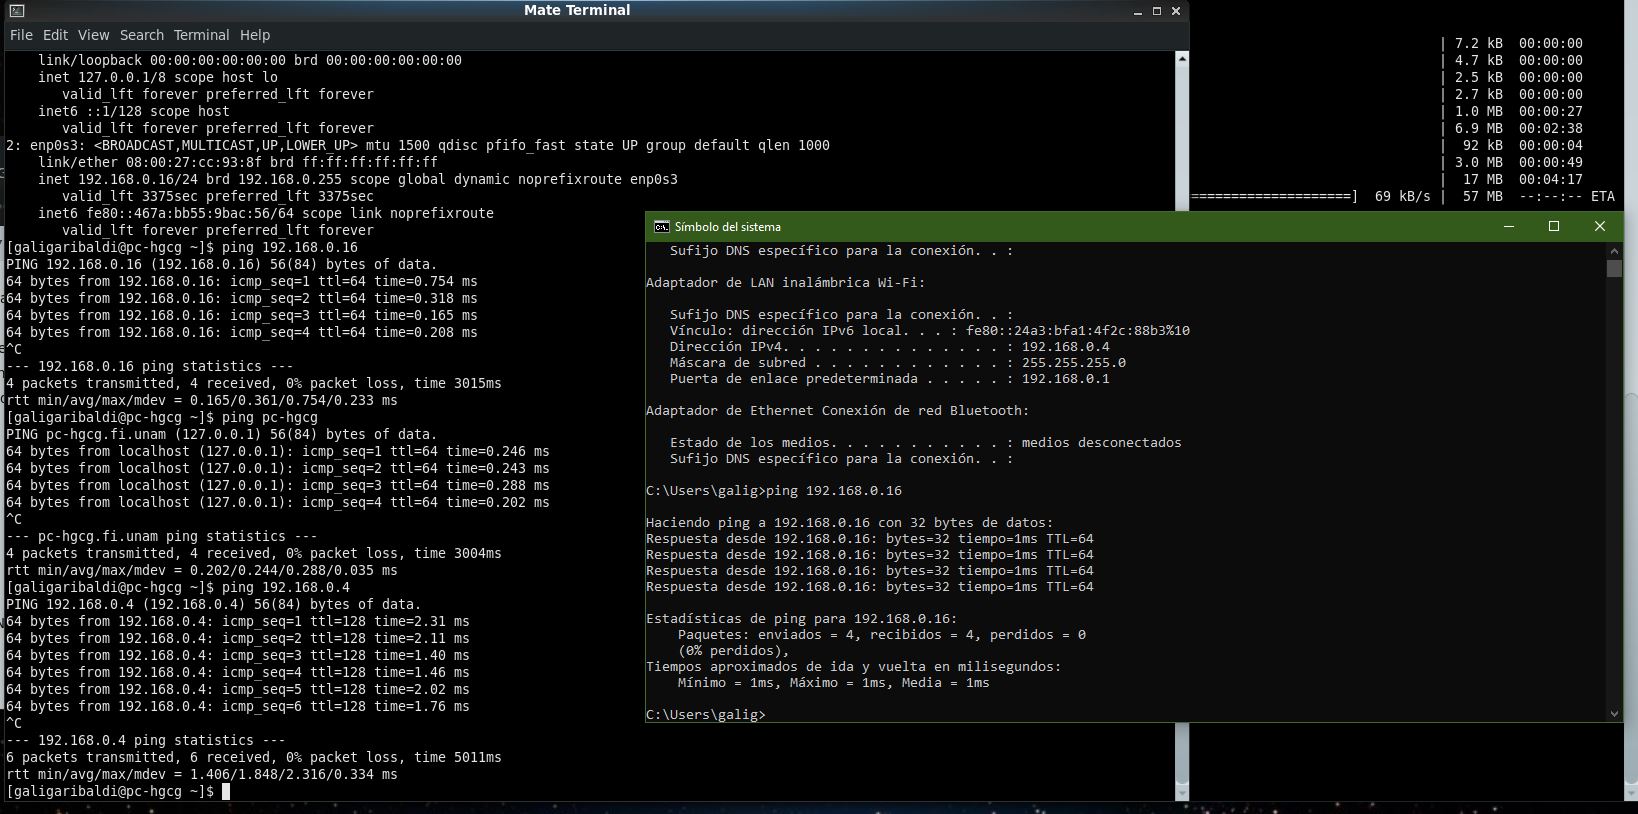 Mate Terminal
File Edit View Search Terminal Help
    link/loopback 00:00:00:00:00:00 brd 00:00:00:00:00:00
    inet 127.0.0.1/8 scope host lo
       valid_lft forever preferred_lft forever
    inet6 ::1/128 scope host
       valid_lft forever preferred_lft forever
2: enp0s3: <BROADCAST,MULTICAST,UP,LOWER_UP> mtu 1500 qdisc pfifo_fast state UP group default qlen 1000
    link/ether 08:00:27:cc:93:8f brd ff:ff:ff:ff:ff:ff
    inet 192.168.0.16/24 brd 192.168.0.255 scope global dynamic noprefixroute enp0s3
       valid_lft 3375sec preferred_lft 3375sec
    inet6 fe80::467a:bb55:9bac:56/64 scope link noprefixroute
       valid_lft forever preferred_lft forever
[galigaribaldi@pc-hgcg ~]$ ping 192.168.0.16
PING 192.168.0.16 (192.168.0.16) 56(84) bytes of data.
64 bytes from 192.168.0.16: icmp_seq=1 ttl=64 time=0.754 ms
64 bytes from 192.168.0.16: icmp_seq=2 ttl=64 time=0.318 ms
64 bytes from 192.168.0.16: icmp_seq=3 ttl=64 time=0.165 ms
64 bytes from 192.168.0.16: icmp_seq=4 ttl=64 time=0.208 ms
^C
--- 192.168.0.16 ping statistics ---
4 packets transmitted, 4 received, 0% packet loss, time 3015ms
rtt min/avg/max/mdev = 0.165/0.361/0.754/0.233 ms
[galigaribaldi@pc-hgcg ~]$ ping pc-hgcg
PING pc-hgcg.fi.unam (127.0.0.1) 56(84) bytes of data.
64 bytes from localhost (127.0.0.1): icmp_seq=1 ttl=64 time=0.246 ms
64 bytes from localhost (127.0.0.1): icmp_seq=2 ttl=64 time=0.243 ms
64 bytes from localhost (127.0.0.1): icmp_seq=3 ttl=64 time=0.288 ms
64 bytes from localhost (127.0.0.1): icmp_seq=4 ttl=64 time=0.202 ms
^C
--- pc-hgcg.fi.unam ping statistics ---
4 packets transmitted, 4 received, 0% packet loss, time 3004ms
rtt min/avg/max/mdev = 0.202/0.244/0.288/0.035 ms
[galigaribaldi@pc-hgcg ~]$ ping 192.168.0.4
PING 192.168.0.4 (192.168.0.4) 56(84) bytes of data.
64 bytes from 192.168.0.4: icmp_seq=1 ttl=128 time=2.31 ms
64 bytes from 192.168.0.4: icmp_seq=2 ttl=128 time=2.11 ms
64 bytes from 192.168.0.4: icmp_seq=3 ttl=128 time=1.40 ms
64 bytes from 192.168.0.4: icmp_seq=4 ttl=128 time=1.46 ms
64 bytes from 192.168.0.4: icmp_seq=5 ttl=128 time=2.02 ms
64 bytes from 192.168.0.4: icmp_seq=6 ttl=128 time=1.76 ms
^C
--- 192.168.0.4 ping statistics ---
6 packets transmitted, 6 received, 0% packet loss, time 5011ms
rtt min/avg/max/mdev = 1.406/1.848/2.316/0.334 ms
[galigaribaldi@pc-hgcg ~]$
| 7.2 kB  00:00:00
| 4.7 kB  00:00:00
| 2.5 kB  00:00:00
| 2.7 kB  00:00:00
| 1.0 MB  00:00:27
| 6.9 MB  00:02:38
|  92 kB  00:00:04
| 3.0 MB  00:00:49
|  17 MB  00:04:17
====================]  69 kB/s |  57 MB  --:--:-- ETA
Símbolo del sistema
   Sufijo DNS específico para la conexión. . :
Adaptador de LAN inalámbrica Wi-Fi:
   Sufijo DNS específico para la conexión. . :
   Vínculo: dirección IPv6 local. . . : fe80::24a3:bfa1:4f2c:88b3%10
   Dirección IPv4. . . . . . . . . . . . . . : 192.168.0.4
   Máscara de subred . . . . . . . . . . . . : 255.255.255.0
   Puerta de enlace predeterminada . . . . . : 192.168.0.1
Adaptador de Ethernet Conexión de red Bluetooth:
   Estado de los medios. . . . . . . . . . . : medios desconectados
   Sufijo DNS específico para la conexión. . :
C:\Users\galig>ping 192.168.0.16
Haciendo ping a 192.168.0.16 con 32 bytes de datos:
Respuesta desde 192.168.0.16: bytes=32 tiempo=1ms TTL=64
Respuesta desde 192.168.0.16: bytes=32 tiempo=1ms TTL=64
Respuesta desde 192.168.0.16: bytes=32 tiempo=1ms TTL=64
Respuesta desde 192.168.0.16: bytes=32 tiempo=1ms TTL=64
Estadísticas de ping para 192.168.0.16:
    Paquetes: enviados = 4, recibidos = 4, perdidos = 0
    (0% perdidos),
Tiempos aproximados de ida y vuelta en milisegundos:
    Mínimo = 1ms, Máximo = 1ms, Media = 1ms
C:\Users\galig>